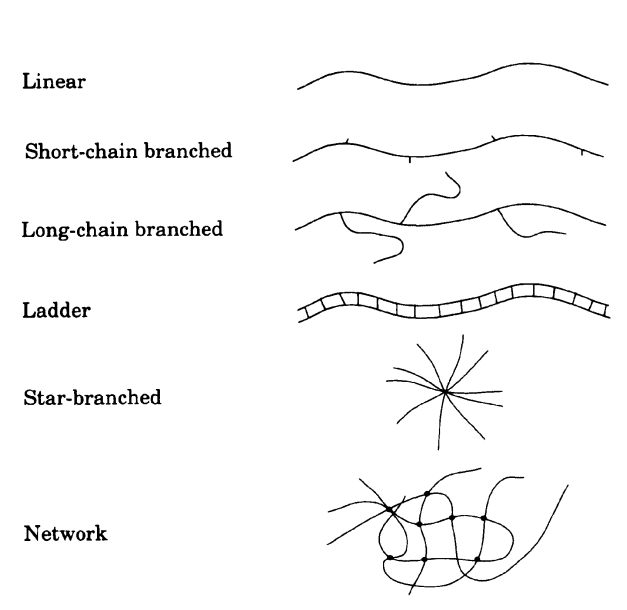 Linear
Short-chain branched
Long-chain branched
Ladder
Star-branched
Network